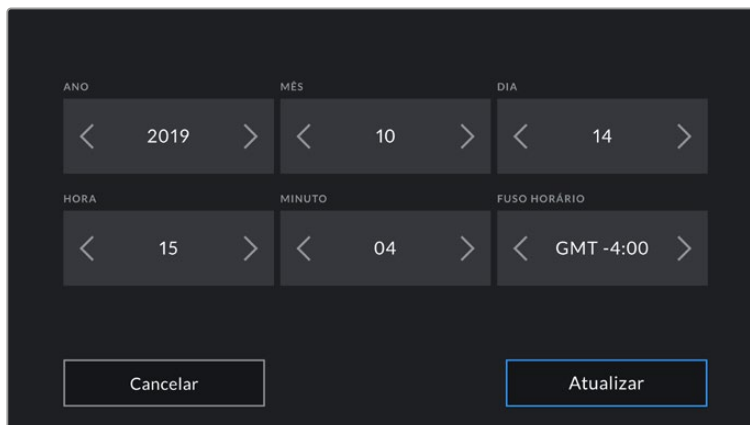 ANO MÊS DIA
2019 10 14
HORA MINUTO FUSO HORÁRIO
15 04 GMT -4:00
Cancelar Atualizar